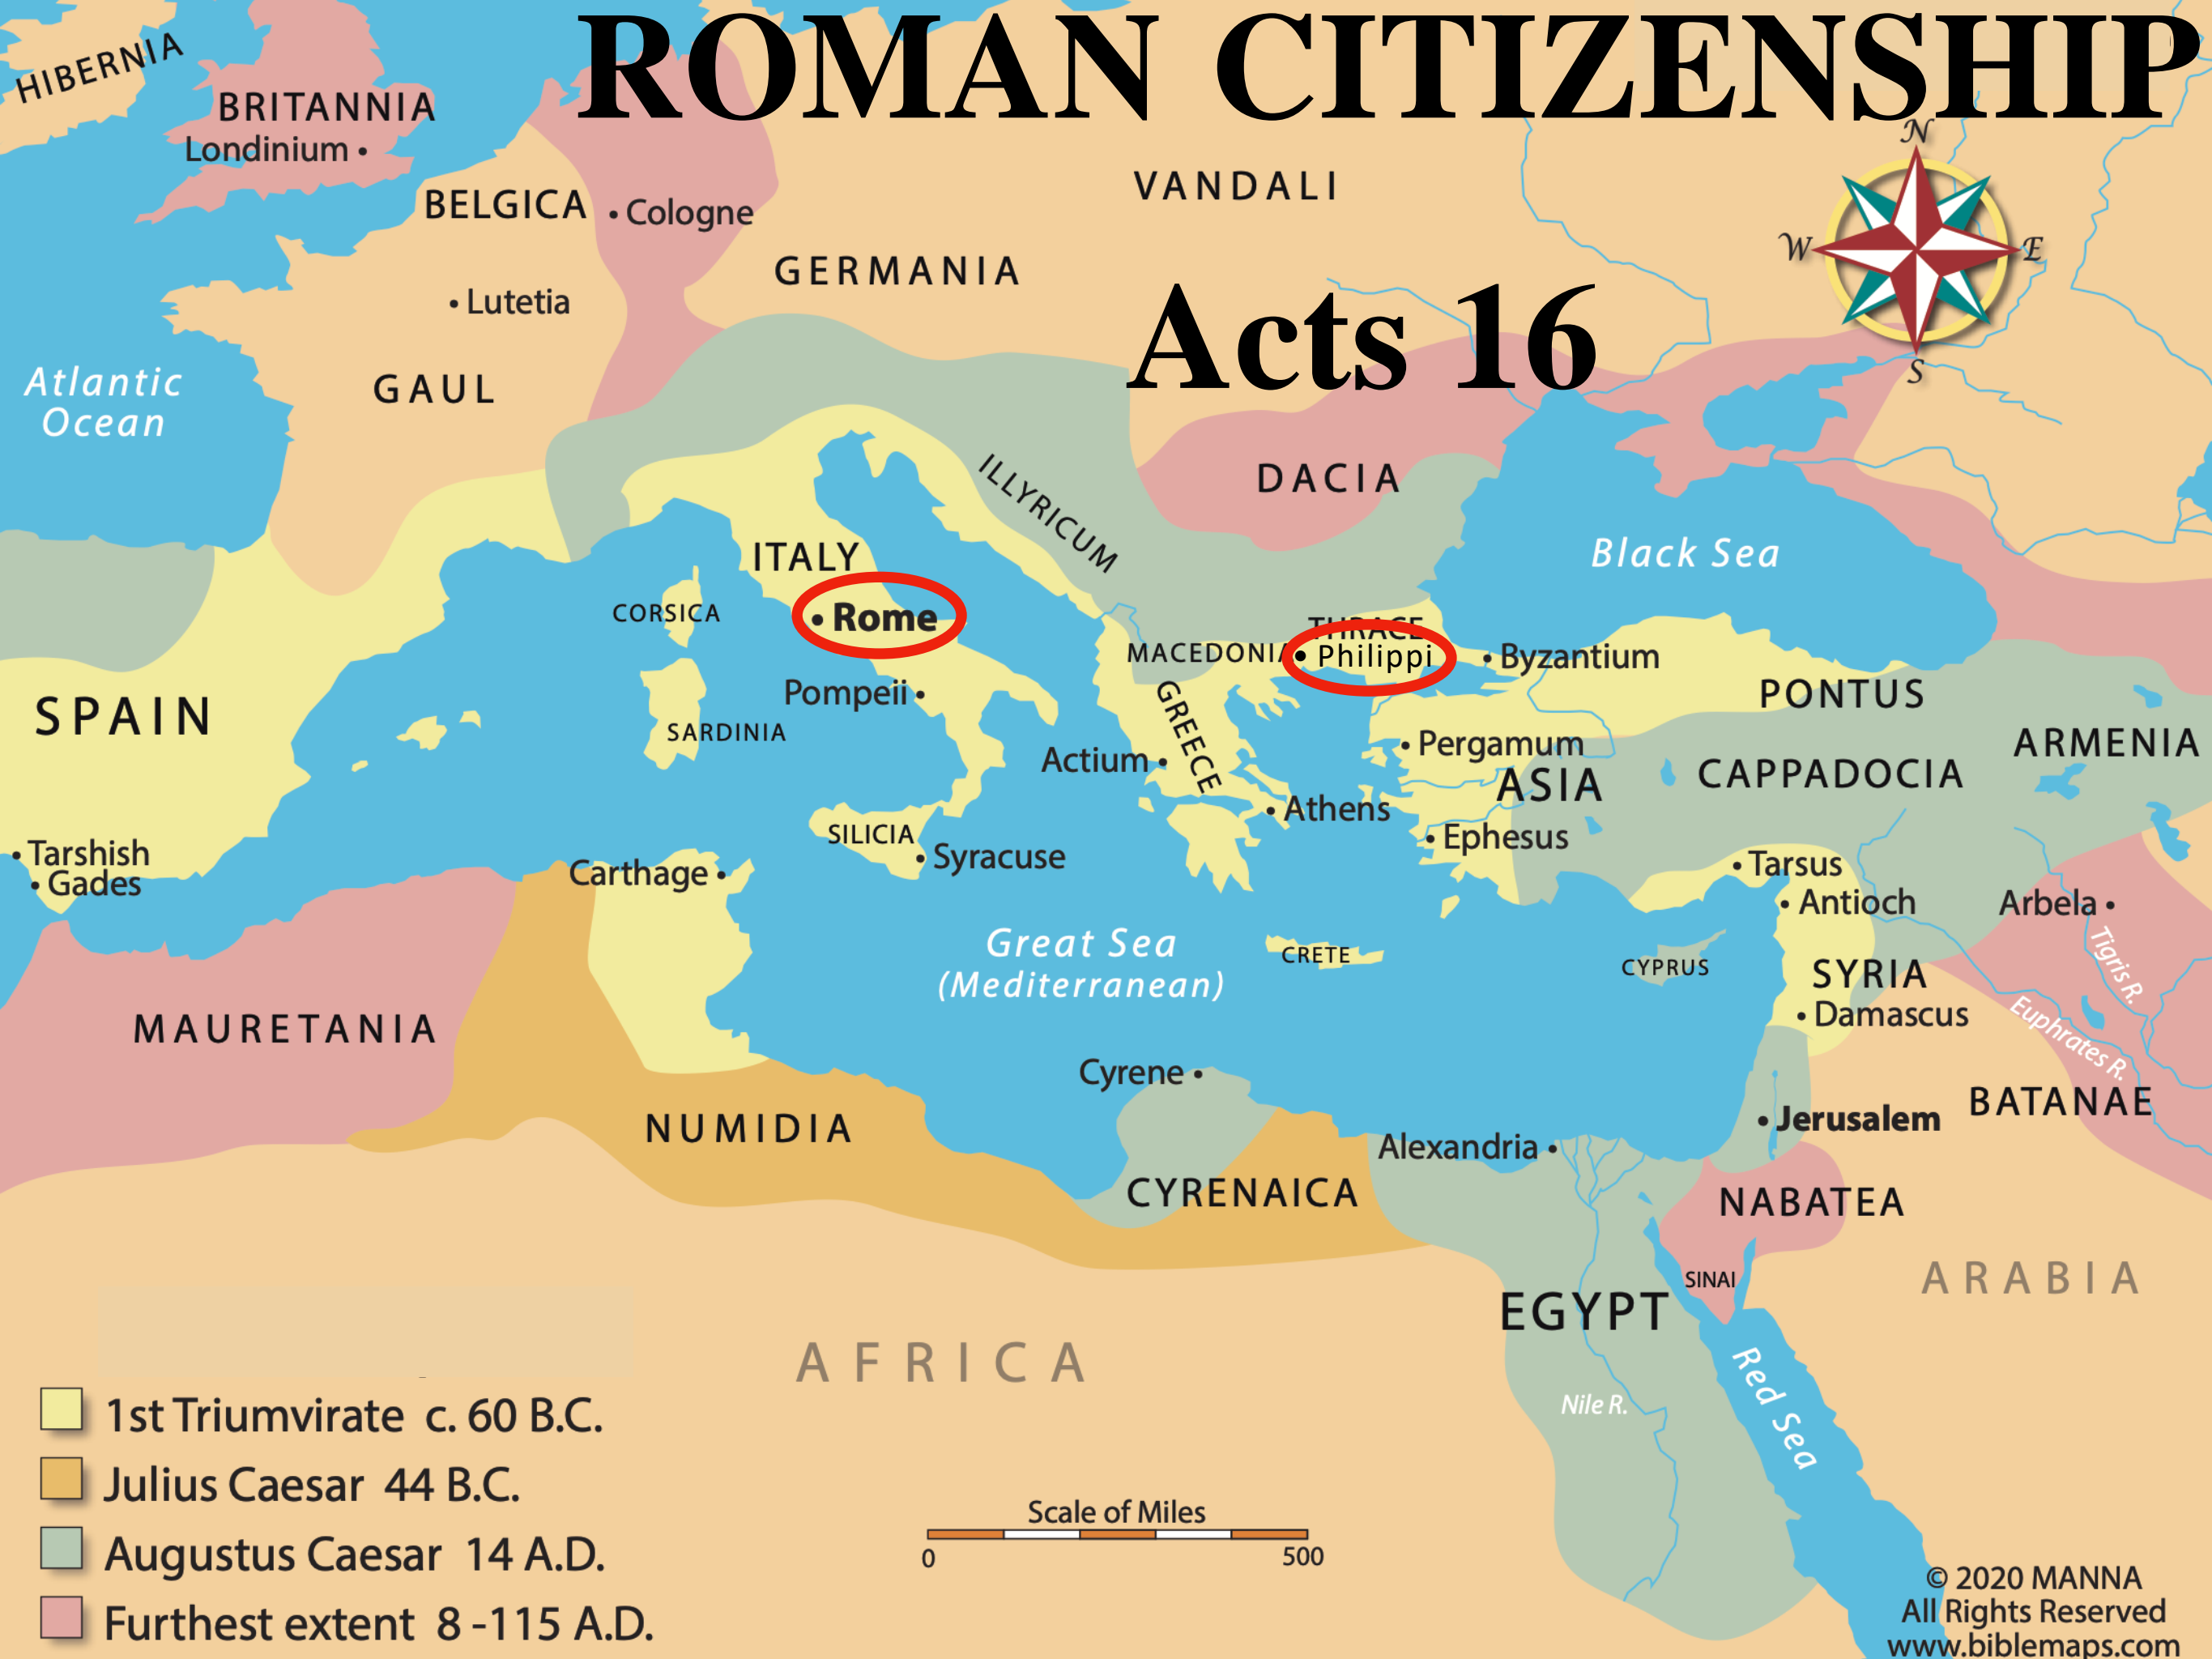 ROMAN CITIZENSHIP
Acts 16
HIBERNIA
BRITANNIA
Londinium
BELGICA
Cologne
VANDALI
GERMANIA
Lutetia
Atlantic
Ocean
GAUL
N
W
E
S
DACIA
ILLYRICUM
Black Sea
ITALY
Rome
CORSICA
THRACE
MACEDONIA
Philippi
Byzantium
Pompeii
SARDINIA
SPAIN
GREECE
PONTUS
ARMENIA
Actium
Pergamum
ASIA
CAPPADOCIA
Athens
Ephesus
SILICIA
Syracuse
Tarshish
Gades
Carthage
Tarsus
Antioch
Arbela
Tigris R.
Great Sea
(Mediterranean)
CRETE
CYPRUS
SYRIA
Damascus
Euphrates R.
MAURETANIA
Cyrene
NUMIDIA
BATANAE
Jerusalem
Alexandria
CYRENAICA
NABATEA
SINAI
ARABIA
EGYPT
AFRICA
Nile R.
Red Sea
1st Triumvirate c. 60 B.C.
Julius Caesar 44 B.C.
Augustus Caesar 14 A.D.
Furthest extent 8 -115 A.D.
Scale of Miles
0 500
© 2020 MANNA
All Rights Reserved
www.biblemaps.com